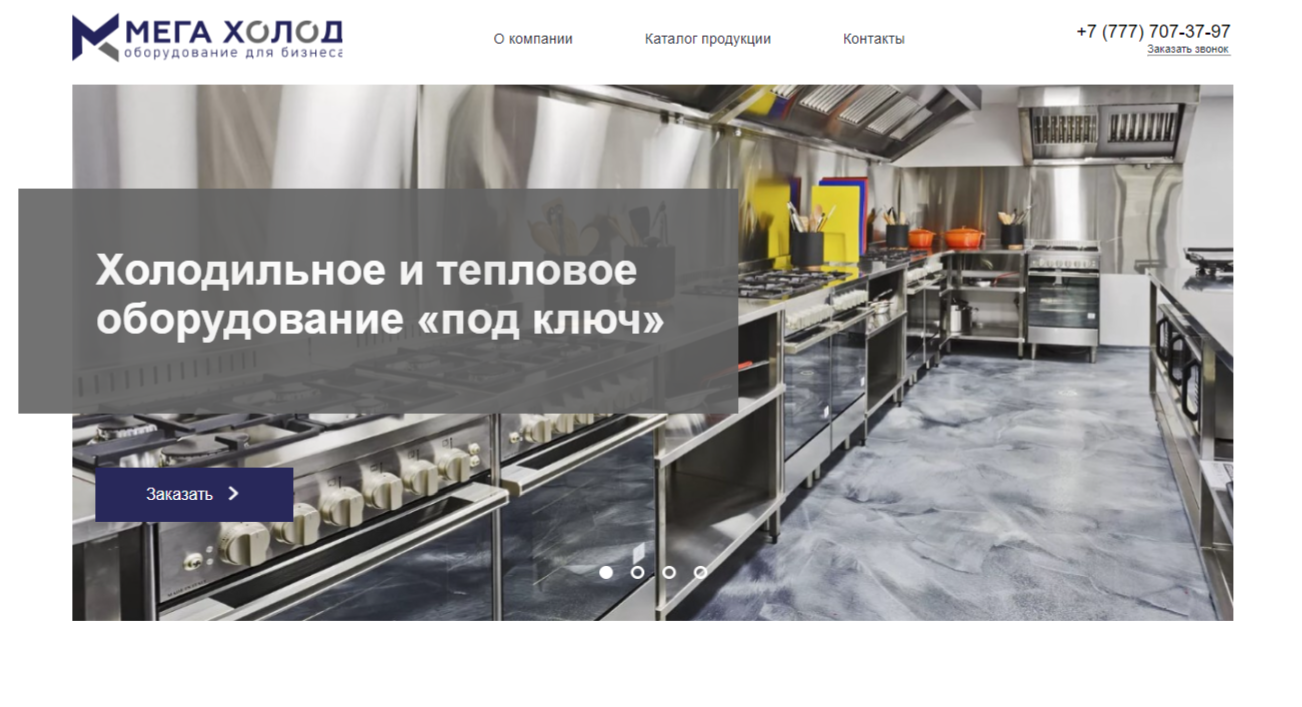 МЕГА ХОЛОД
оборудование для бизнеса
О компании
Каталог продукции
Контакты
+7 (777) 707-37-97
Заказать звонок
Холодильное и тепловое
оборудование «под ключ»
Заказать